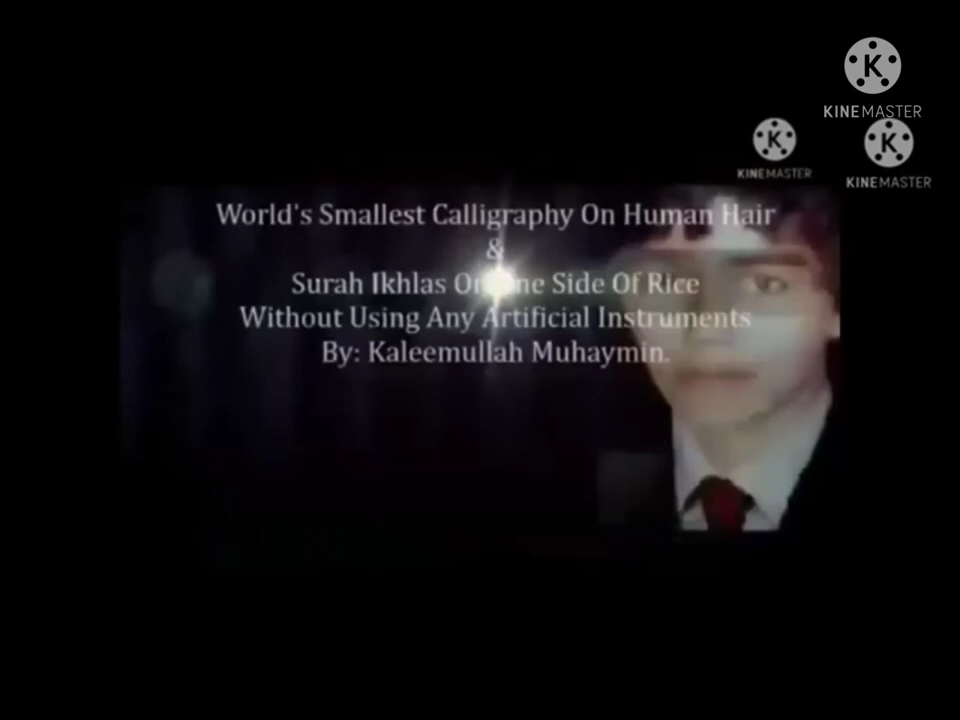 KINEMASTER
KINEMASTER
KINEMASTER
World's Smallest Calligraphy On Human Hair
&
Surah Ikhlas On One Side Of Rice
Without Using Any Artificial Instruments
By: Kaleemullah Muhaymin.